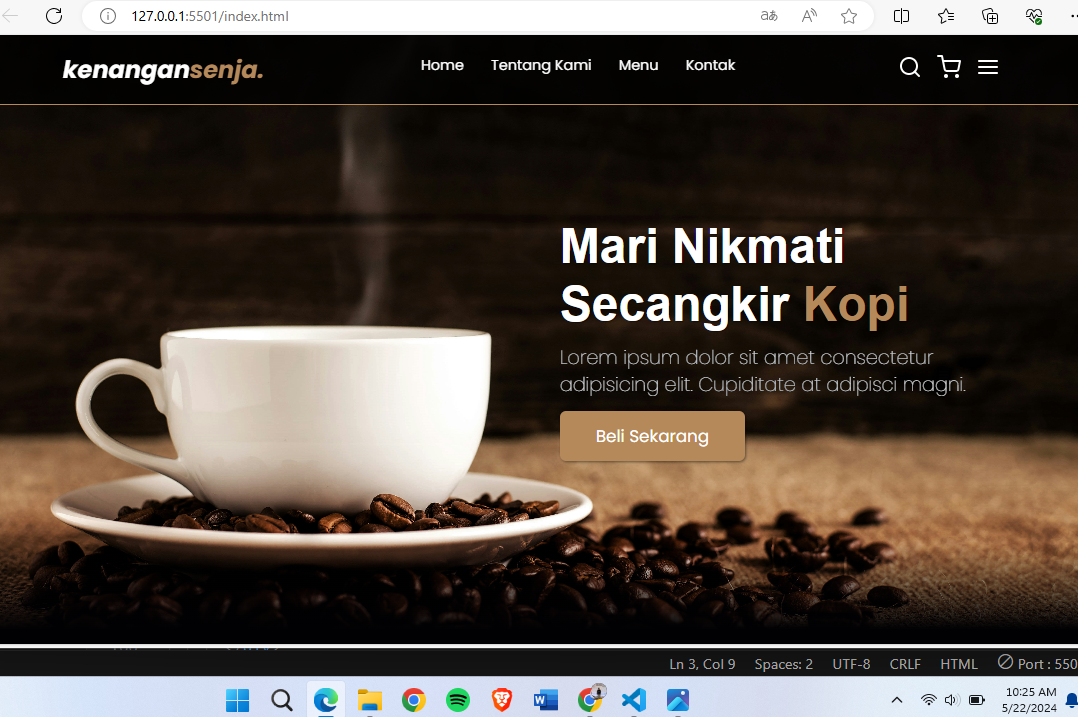 127.0.0.1:5501/index.html
kenangansenja.
Home Tentang Kami Menu Kontak
Mari Nikmati
Secangkir Kopi
Lorem ipsum dolor sit amet consectetur
adipisicing elit. Cupiditate at adipisci magni.
Beli Sekarang
Ln 3, Col 9 Spaces: 2 UTF-8 CRLF HTML Port : 550
10:25 AM
5/22/2024